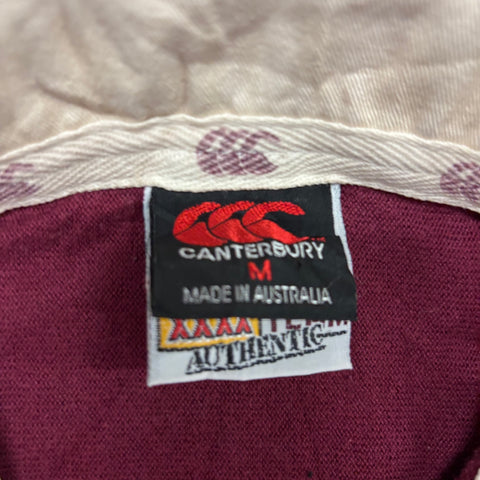 CANTERBURY
M
MADE IN AUSTRALIA
XXXX
AUTHENTIC